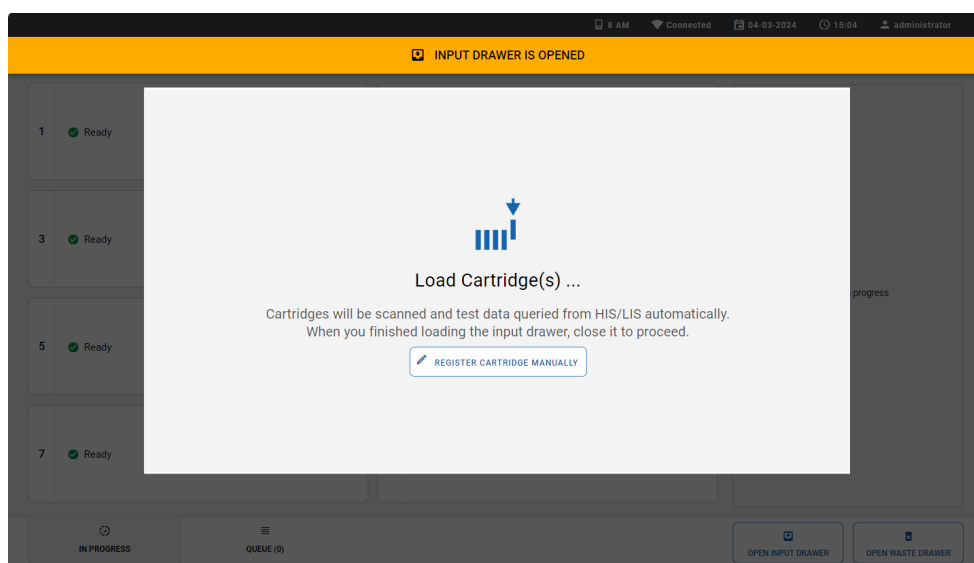 8 AM Connected 04-03-2024 15:04 administrator
INPUT DRAWER IS OPENED
1 Ready
3 Ready
5 Ready
7 Ready
Load Cartridge(s) ...
Cartridges will be scanned and test data queried from HIS/LIS automatically.
When you finished loading the input drawer, close it to proceed.
REGISTER CARTRIDGE MANUALLY
progress
IN PROGRESS
QUEUE (0)
OPEN INPUT DRAWER
OPEN WASTE DRAWER